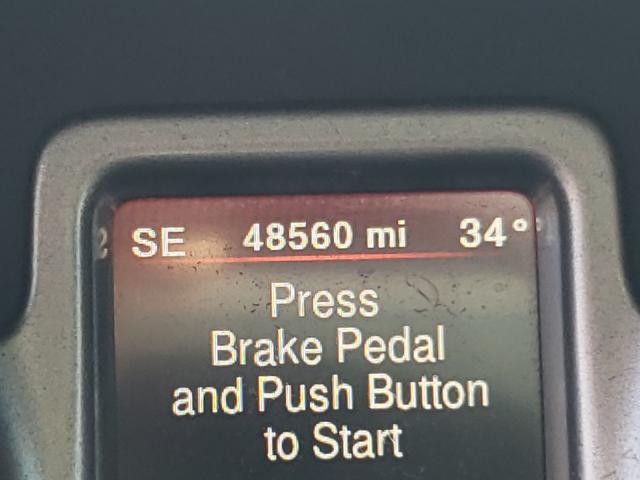 SE 48560 mi 34°
Press
Brake Pedal
and Push Button
to Start